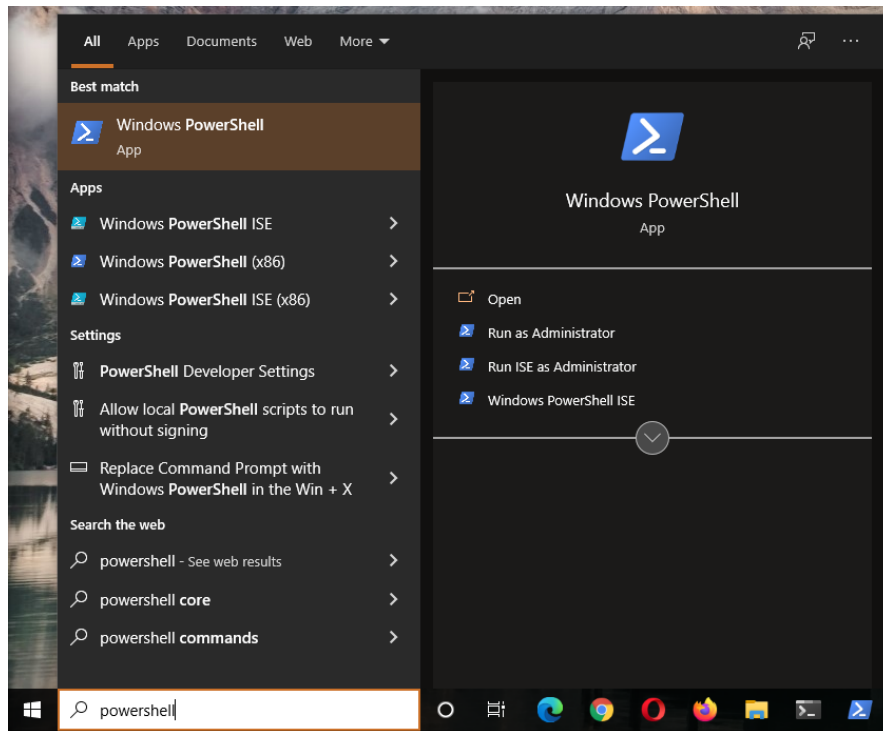 All Apps Documents Web More
Best match
Windows PowerShell
App
Apps
Windows PowerShell ISE
Windows PowerShell (x86)
Windows PowerShell ISE (x86)
Settings
PowerShell Developer Settings
Allow local PowerShell scripts to run
without signing
Replace Command Prompt with
Windows PowerShell in the Win + X
Search the web
powershell - See web results
powershell core
powershell commands
powershell
Windows PowerShell
App
Open
Run as Administrator
Run ISE as Administrator
Windows PowerShell ISE